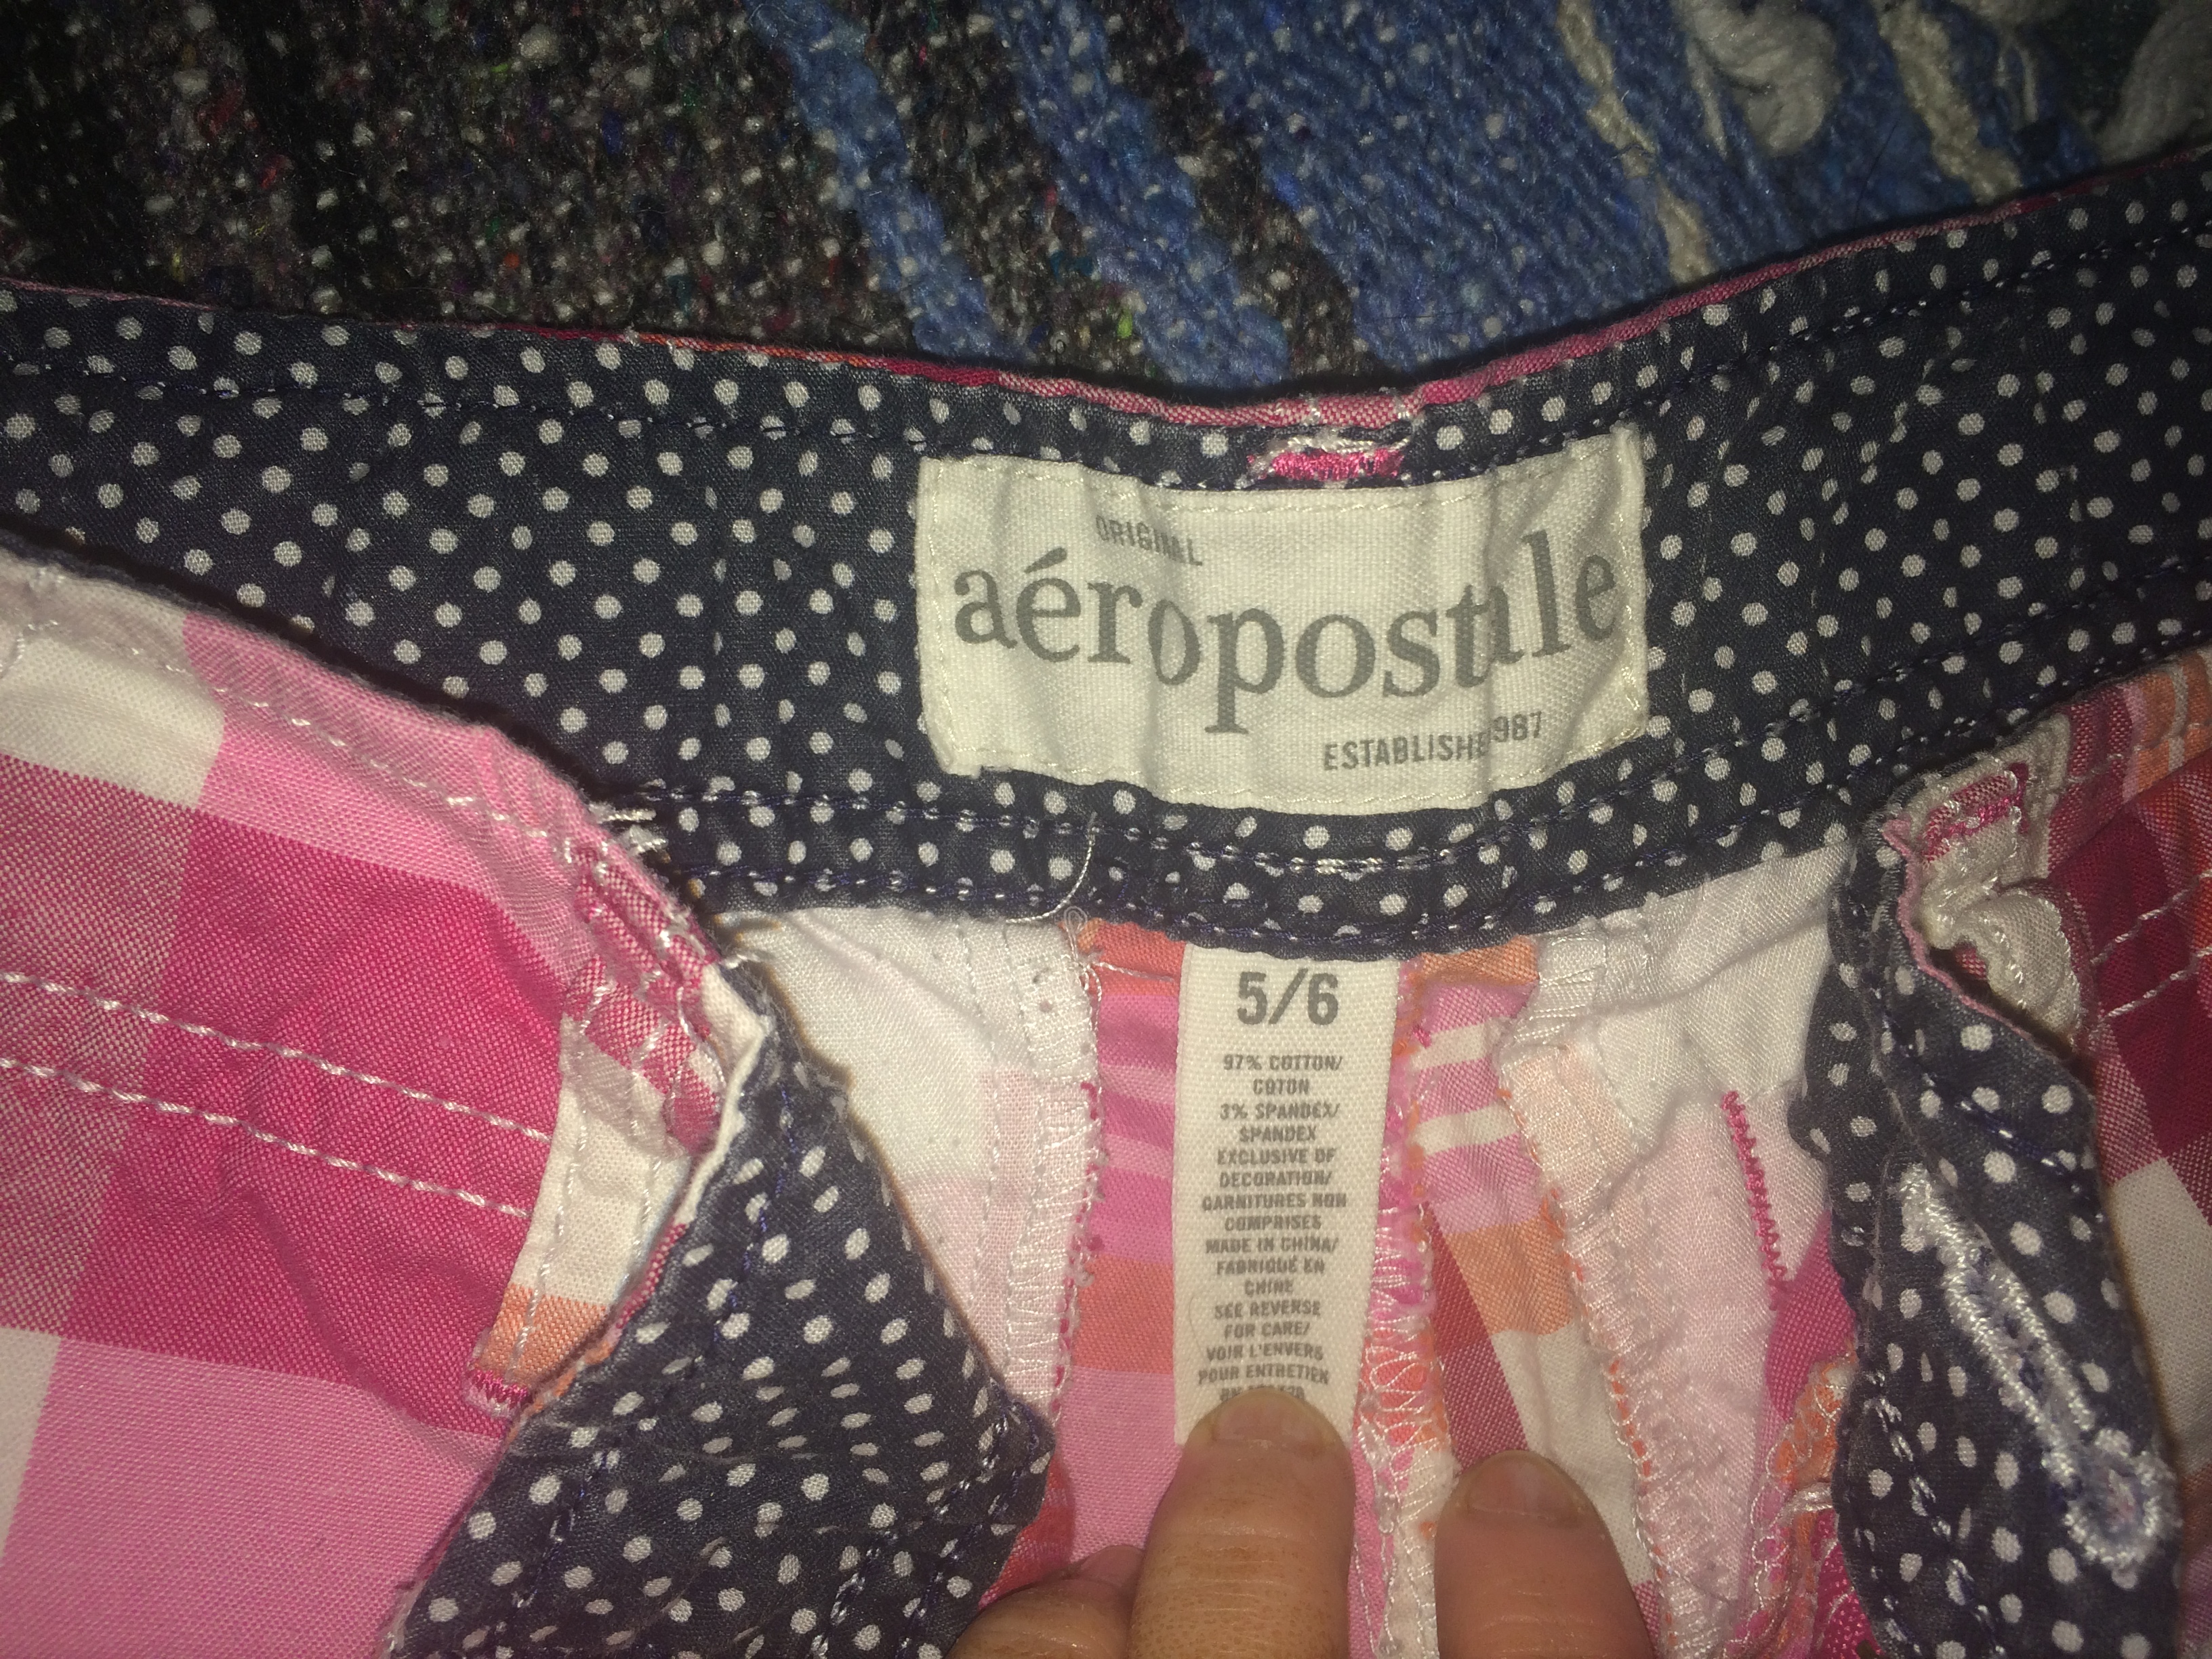 ORIGINAL
aéropostale
ESTABLISHED 1987
5/6
97% COTTON/
COTON
3% SPANDEX/
SPANDEX
EXCLUSIVE OF
DECORATION/
GARNITURES NON
COMPRISES
MADE IN CHINA/
FABRIQUÉ EN
CHINE
SEE REVERSE
FOR CARE/
VOIR L'ENVERS
POUR ENTRETIEN
RN